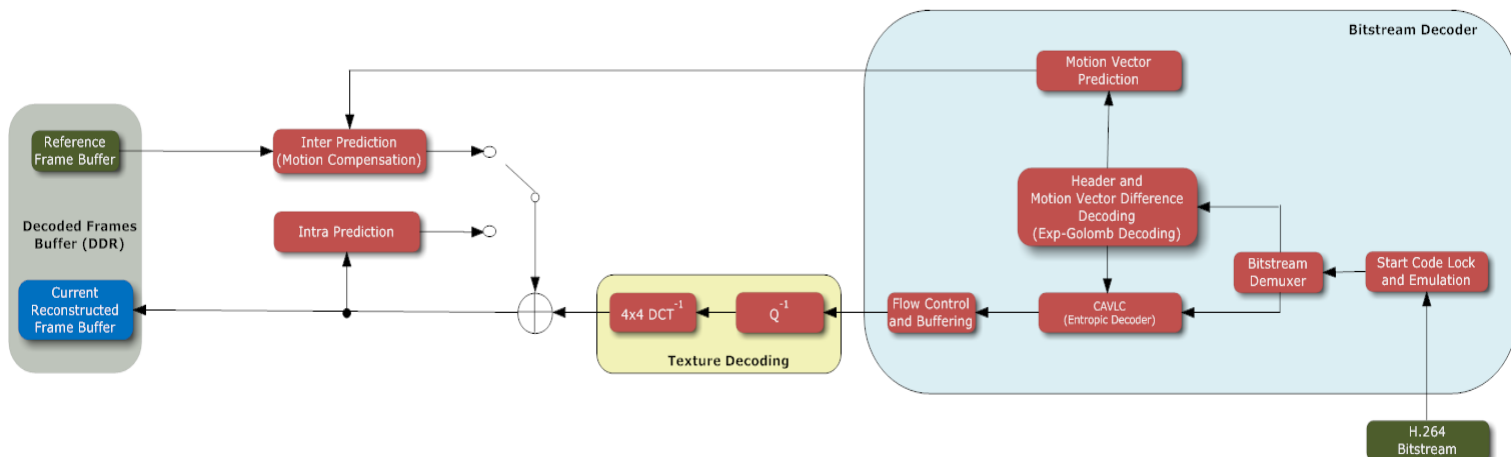 Bitstream Decoder
Motion Vector
Prediction
Reference
Frame Buffer
Inter Prediction
(Motion Compensation)
Header and
Motion Vector Difference
Decoding
(Exp-Golomb Decoding)
Decoded Frames
Buffer (DDR)
Intra Prediction
Bitstream
Demuxer
Start Code Lock
and Emulation
Current
Reconstructed
Frame Buffer
4x4 DCT-1
Q-1
Flow Control
and Buffering
CAVLC
(Entropic Decoder)
Texture Decoding
H.264
Bitstream